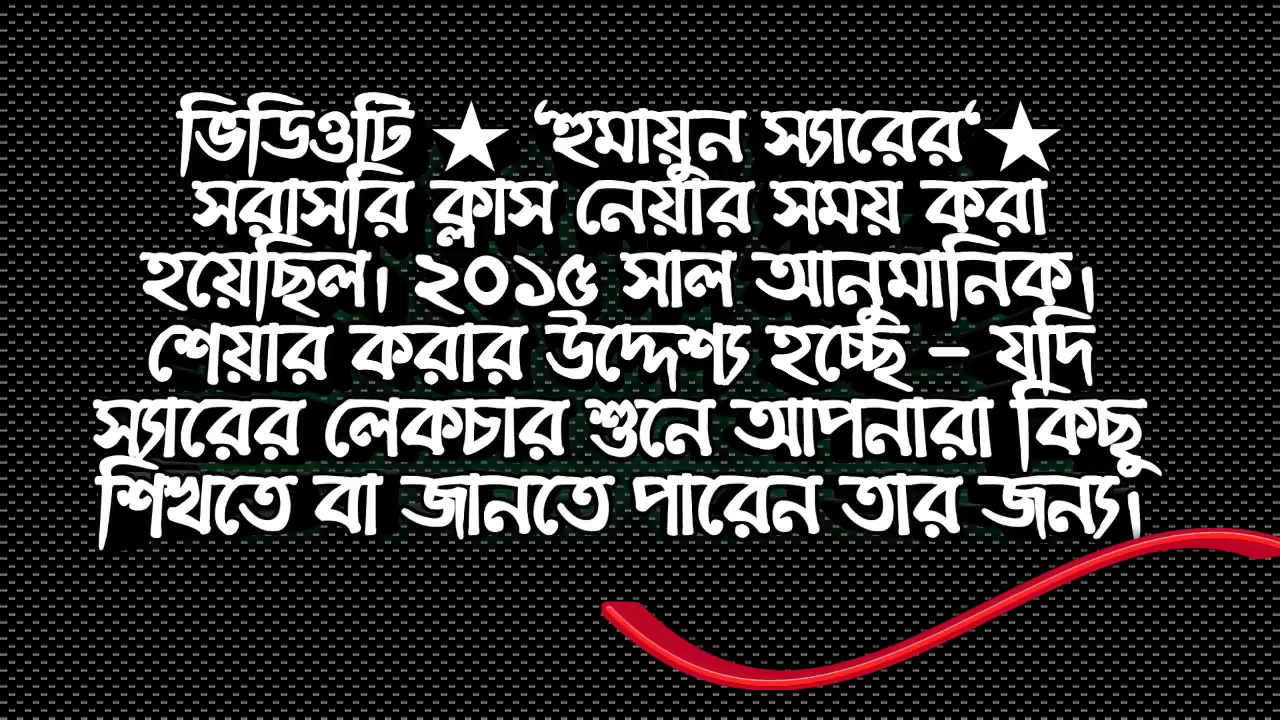 ভিডিওটি ★ ‘হুমায়ুন স্যারের‘★
সরাসরি ক্লাস নেয়ার সময় করা
হয়েছিল। ২০১৫ সাল আনুমানিক।
শেয়ার করার উদ্দেশ্য হচ্ছে – যদি
স্যারের লেকচার শুনে আপনারা কিছু
শিখতে বা জানতে পারেন তার জন্য।